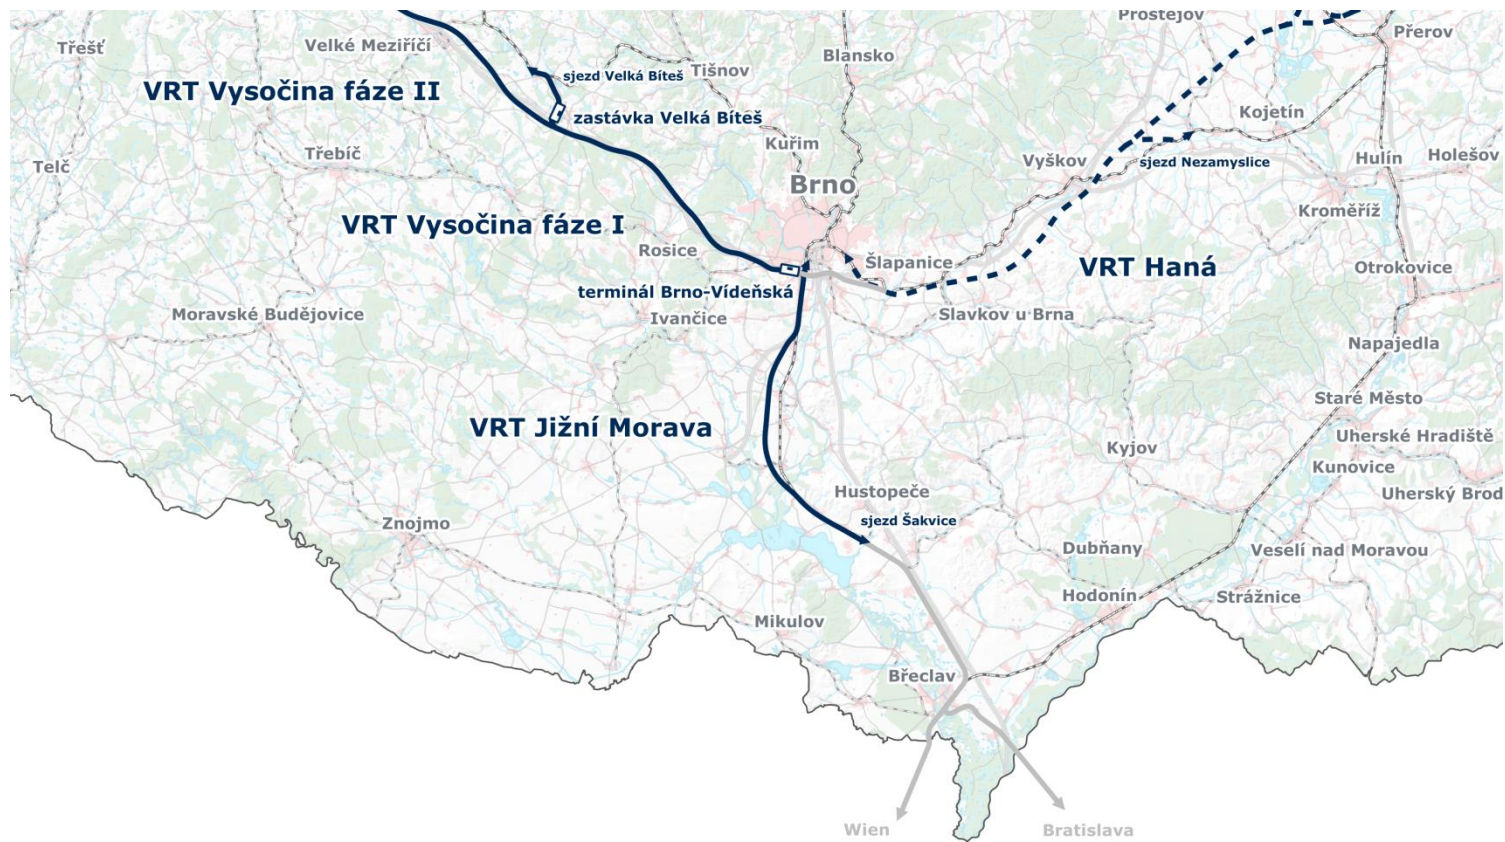 Prostějov
Přerov
Třešť
Velké Meziříčí
Blansko
sjezd Velká Bíteš
Tišnov
VRT Vysočina fáze II
zastávka Velká Bíteš
Kojetín
Kuřim
Třebíč
Telč
Vyškov
sjezd Nezamyslice
Hulín
Holešov
Brno
Kroměříž
VRT Vysočina fáze I
Rosice
Šlapanice
VRT Haná
Otrokovice
terminál Brno-Vídeňská
Moravské Budějovice
Ivančice
Slavkov u Brna
Napajedla
Staré Město
VRT Jižní Morava
Uherské Hradiště
Kyjov
Kunovice
Hustopeče
Uherský Brod
sjezd Šakvice
Znojmo
Dubňany
Veselí nad Moravou
Hodonín
Strážnice
Mikulov
Břeclav
Wien
Bratislava